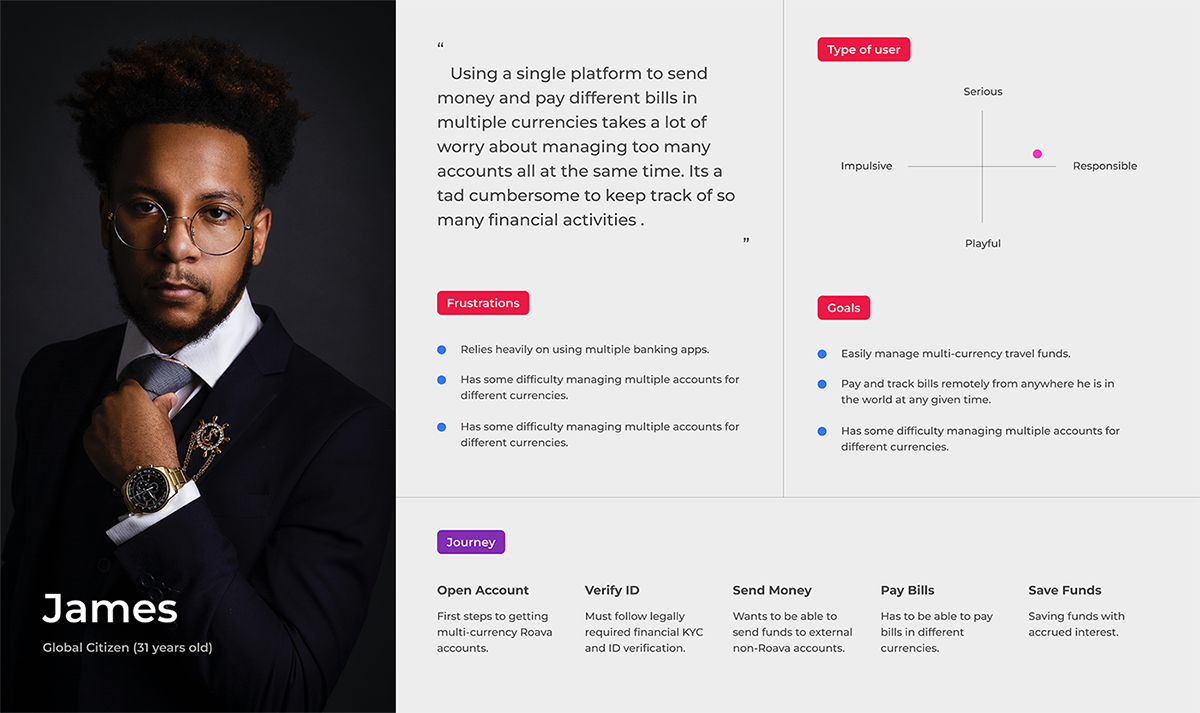 James
Global Citizen (31 years old)
“
Using a single platform to send
money and pay different bills in
multiple currencies takes a lot of
worry about managing too many
accounts all at the same time. Its a
tad cumbersome to keep track of so
many financial activities .
”
Type of user
Serious
Impulsive
Responsible
Playful
Frustrations
Relies heavily on using multiple banking apps.
Has some difficulty managing multiple accounts for
different currencies.
Has some difficulty managing multiple accounts for
different currencies.
Goals
Easily manage multi-currency travel funds.
Pay and track bills remotely from anywhere he is in
the world at any given time.
Has some difficulty managing multiple accounts for
different currencies.
Journey
Open Account
First steps to getting
multi-currency Roava
accounts.
Verify ID
Must follow legally
required financial KYC
and ID verification.
Send Money
Wants to be able to
send funds to external
non-Roava accounts.
Pay Bills
Has to be able to pay
bills in different
currencies.
Save Funds
Saving funds with
accrued interest.